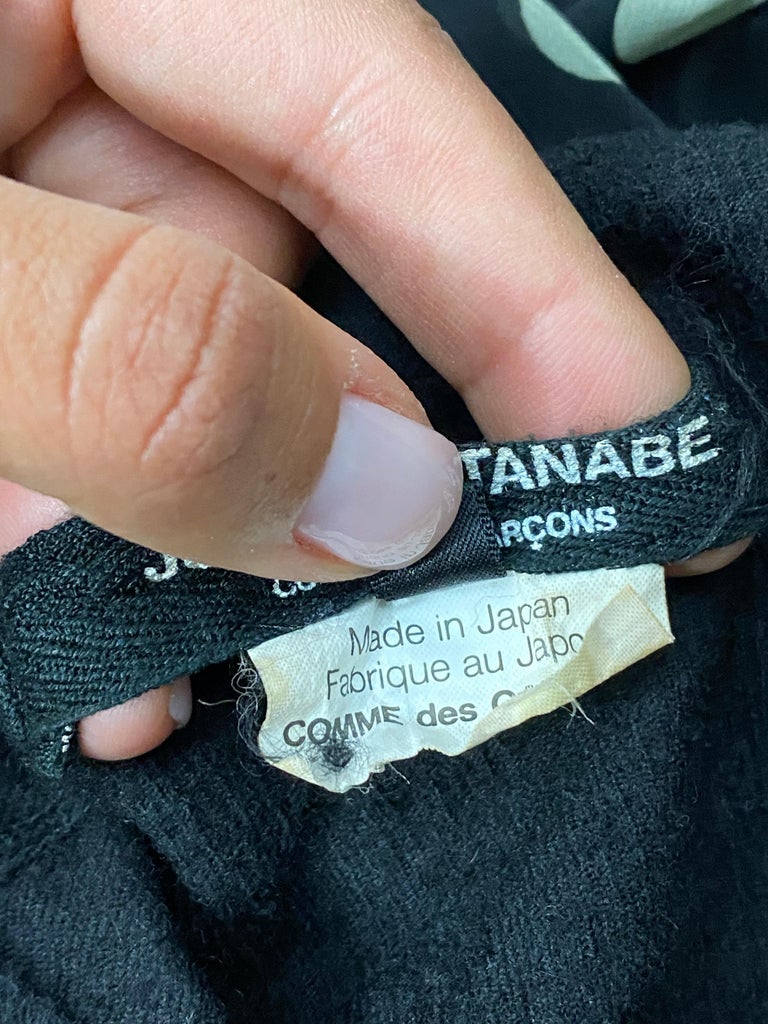 TANABE
ARÇONS
Made in Japan
Fabrique au Japo
COMME des